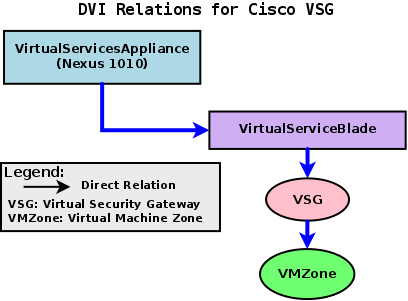 DVI Relations for Cisco VSG
VirtualServicesAppliance
(Nexus 1010)
VirtualServiceBlade
Legend:
Direct Relation
VSG: Virtual Security Gateway
VMZone: Virtual Machine Zone
VSG
VMZone